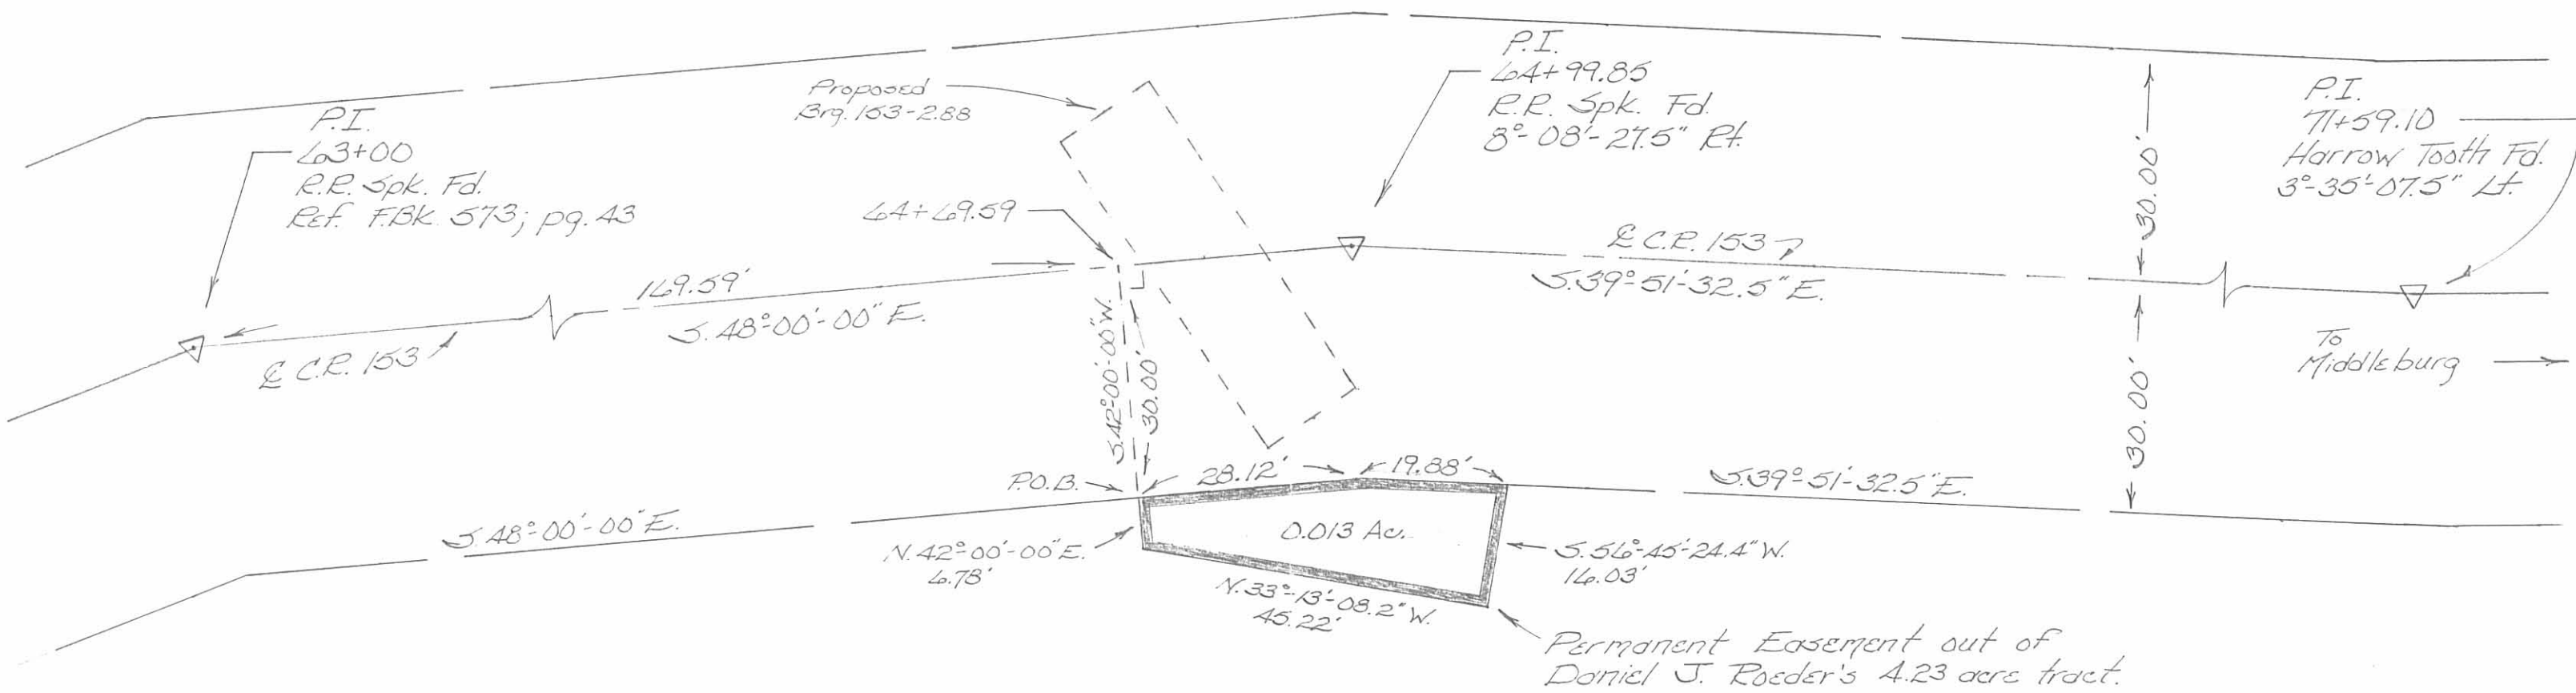 P.I.
63+00
R.R. Spk. Fd.
Ref. F.Bk. 573; pg. 43
Proposed
Brg. 153-2.88
P.I.
64+99.85
R.R. Spk. Fd.
8°-08'-27.5" Rt.
P.I.
71+59.10
Harrow Tooth Fd.
3°-35'-07.5" Lt.
64+69.59
30.00'
℄ C.R. 153
S.39°-51'-32.5"E.
169.59'
S.48°-00'-00"E.
℄ C.R. 153
S.42°-00'-00"W.
30.00'
To
Middleburg
30.00'
P.O.B.
28.12'
19.88'
S.39°-51'-32.5"E.
S.48°-00'-00"E.
0.013 Ac.
N.42°-00'-00"E.
6.78'
S.56°-45'-24.4"W.
16.03'
N.33°-13'-08.2"W.
45.22'
Permanent Easement out of
Daniel J. Roeder's 4.23 acre tract.